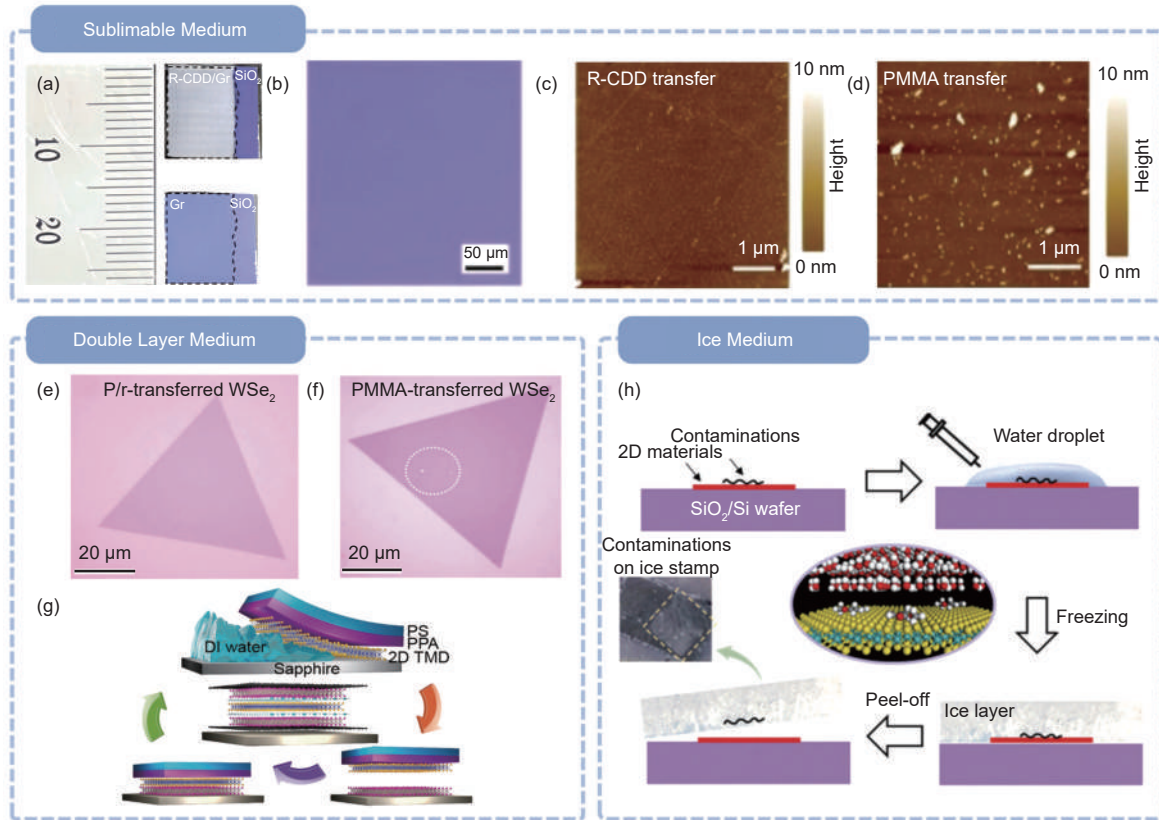 Sublimable Medium
(a)
10
20
R-CDD/Gr
SiO₂
Gr
SiO₂
(b)
50 μm
(c)
R-CDD transfer
1 μm
10 nm
Height
0 nm
(d)
PMMA transfer
1 μm
10 nm
Height
0 nm
Double Layer Medium
(e)
P/r-transferred WSe₂
20 μm
(f)
PMMA-transferred WSe₂
20 μm
(g)
DI water
PS
PPA
2D TMD
Sapphire
Ice Medium
(h)
Contaminations
2D materials
SiO₂/Si wafer
Water droplet
Contaminations
on ice stamp
Freezing
Peel-off
Ice layer